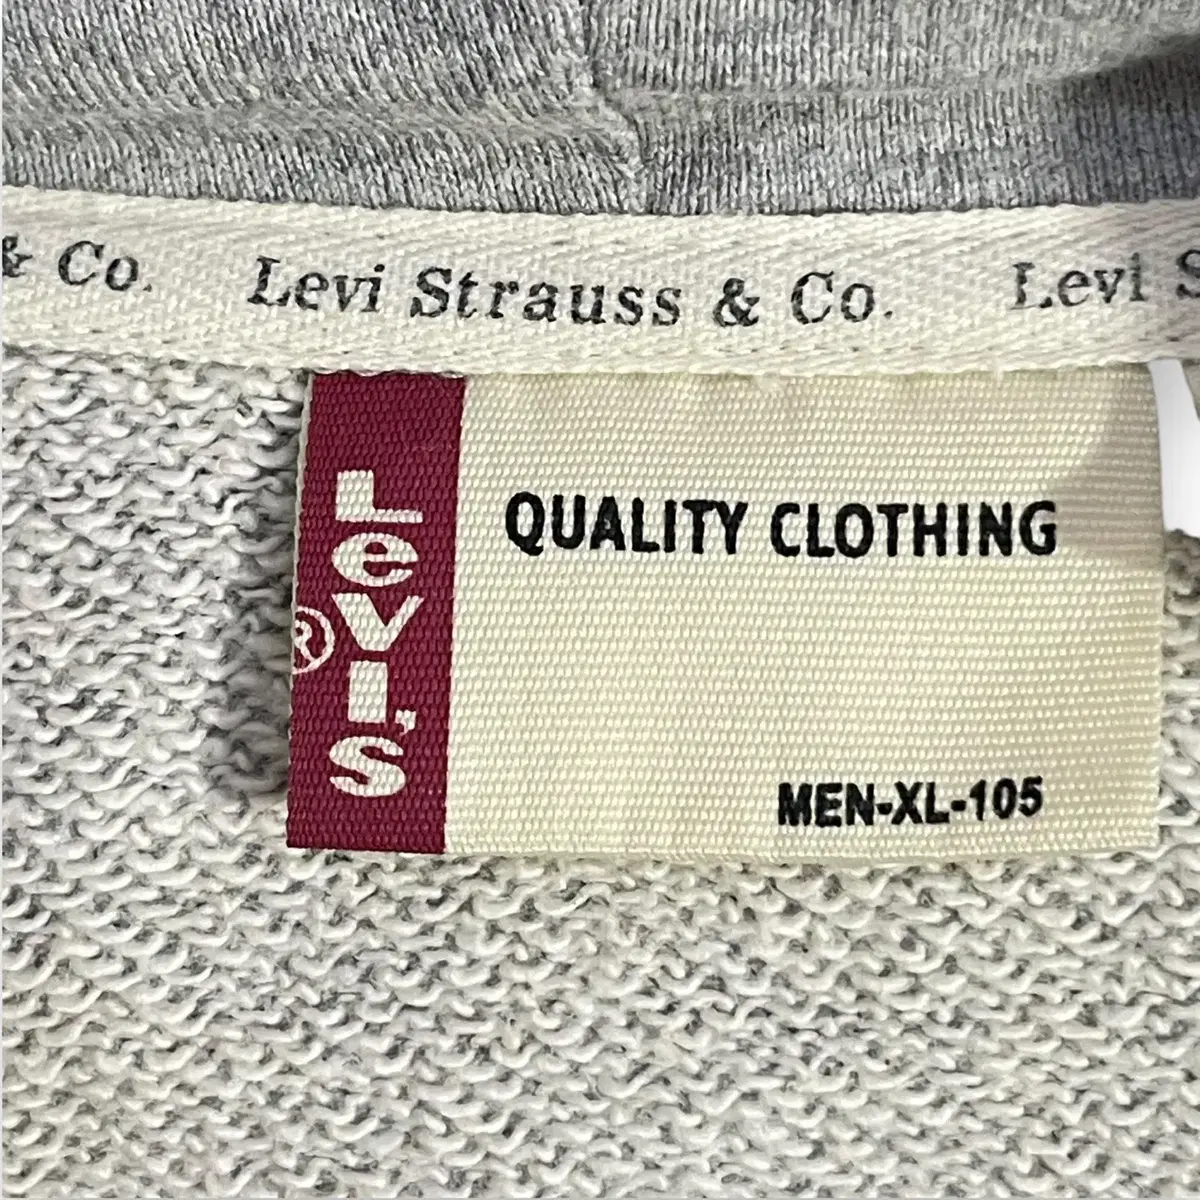 & Co. Levi Strauss & Co. Levi S
LEVI'S
®
QUALITY CLOTHING
MEN-XL-105